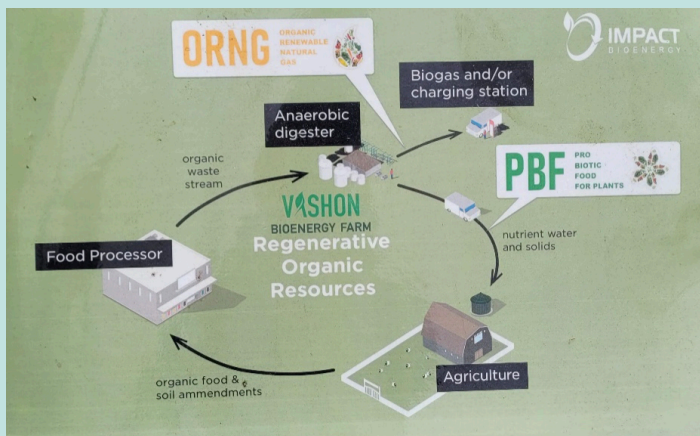 ORNG
ORGANIC
RENEWABLE
NATURAL
GAS
IMPACT
BIOENERGY
Biogas and/or
charging station
Anaerobic
digester
PBF
PRO
BIOTIC
FOOD
FOR PLANTS
organic
waste
stream
VASHON
BIOENERGY FARM
Regenerative
Organic
Resources
nutrient water
and solids
Food Processor
Agriculture
organic food &
soil ammendments